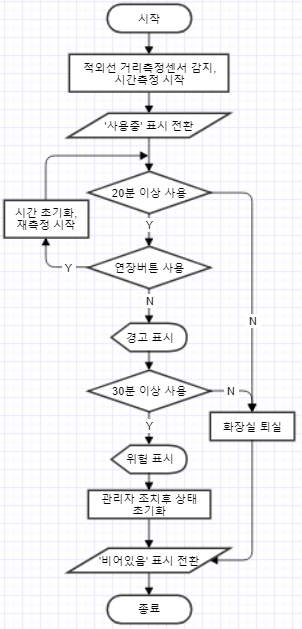 시작
적외선 거리측정센서 감지,
시간측정 시작
'사용중' 표시 전환
20분 이상 사용
시간 초기화,
재측정 시작
Y
연장버튼 사용
Y
N
N
경고 표시
30분 이상 사용
N
Y
화장실 퇴실
위험 표시
관리자 조치후 상태
초기화
'비어있음' 표시 전환
종료